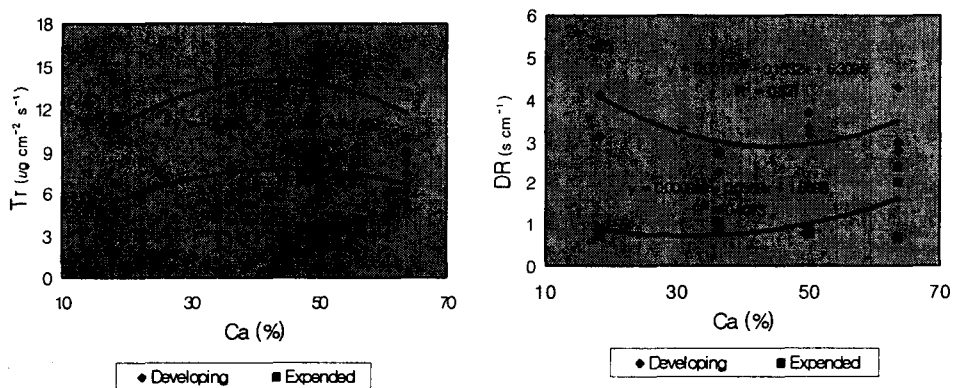 18
15
12
9
6
3
0
Tr (ug cm⁻² s⁻¹)
10 30 50 70
Ca (%)
◆ Developing ■ Expended
6
5
4
3
2
1
0
DR (s cm⁻¹)
10 30 50 70
Ca (%)
◆ Developing ■ Expended